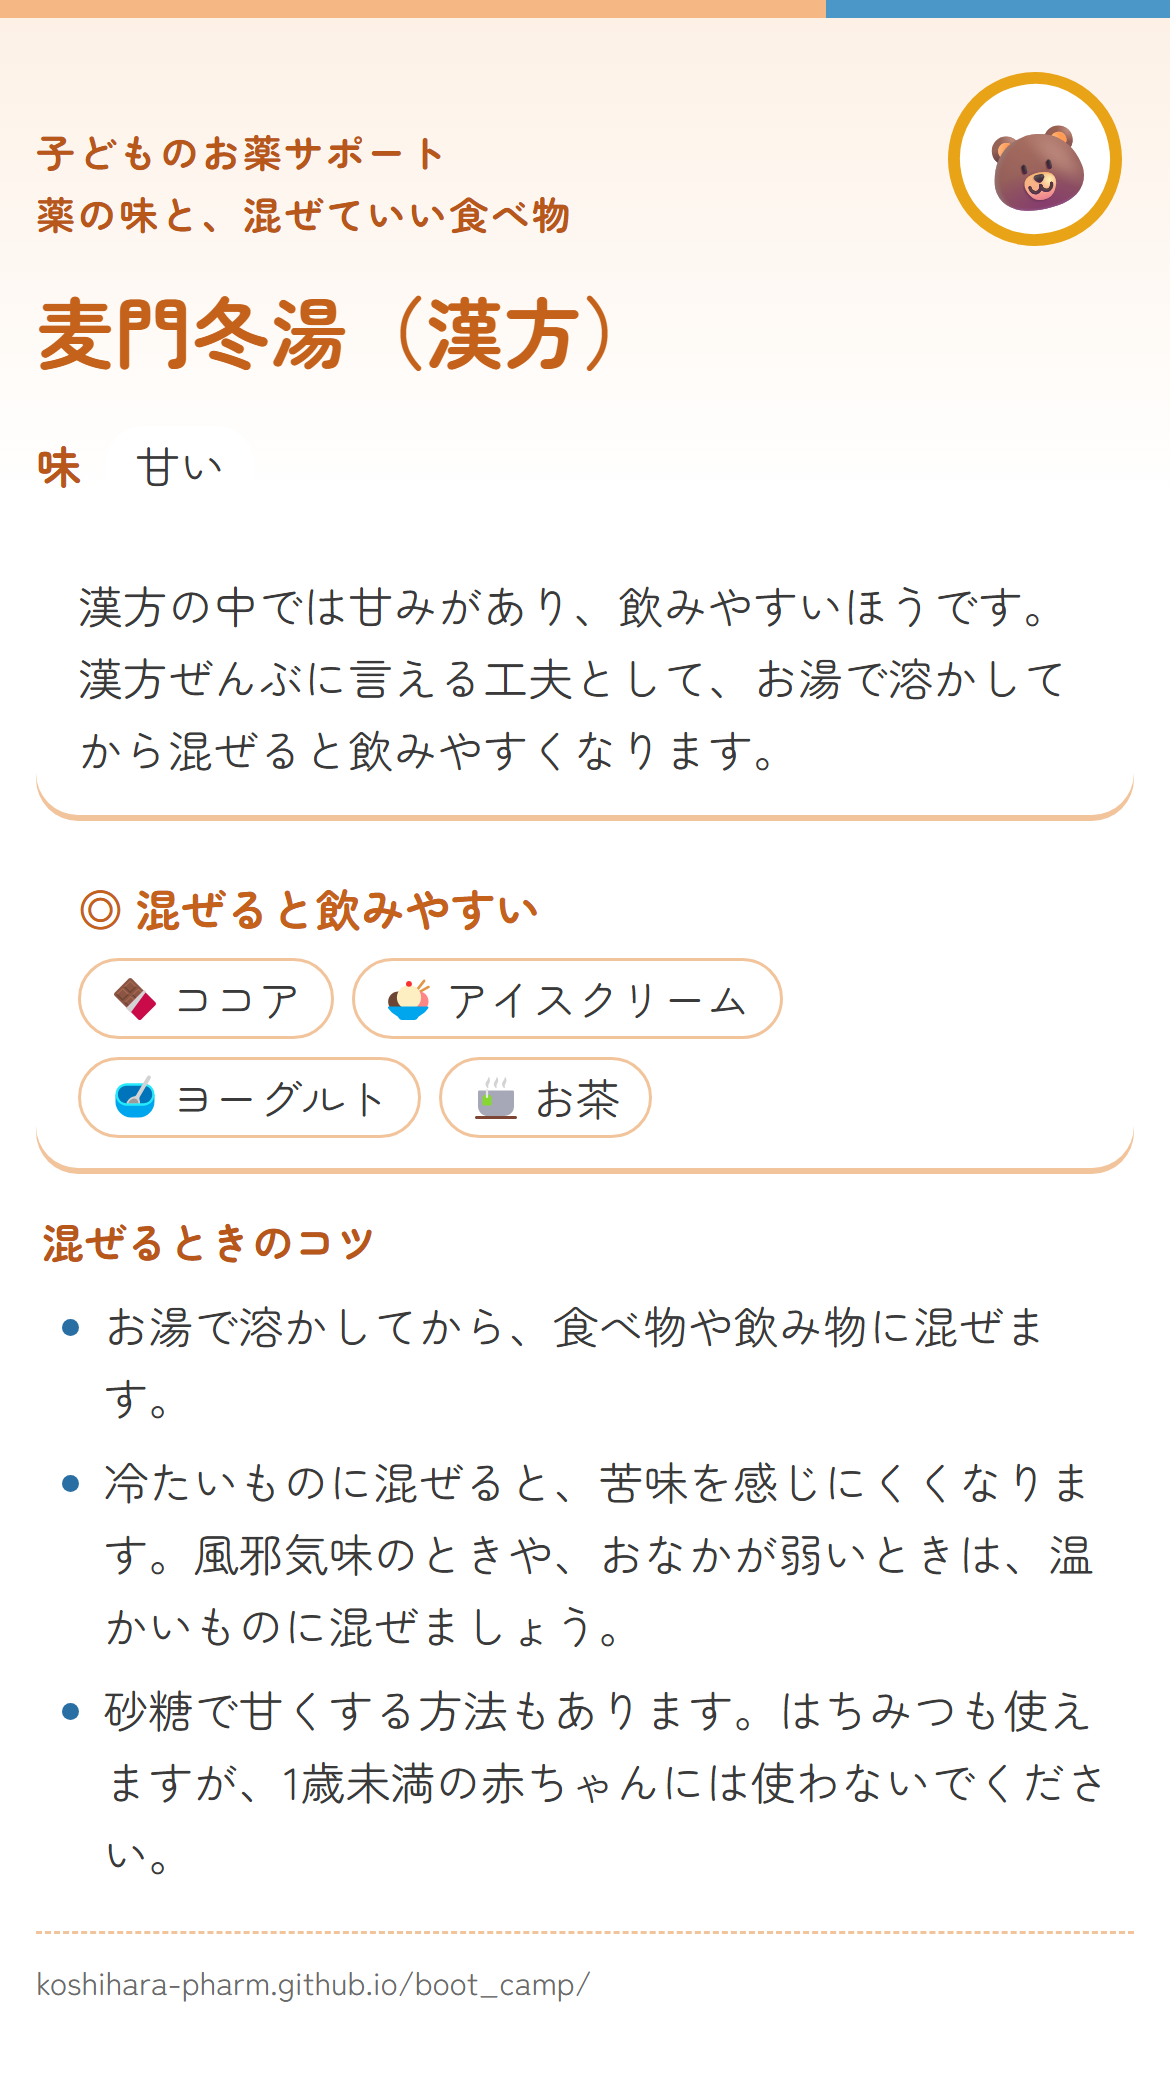 子どものお薬サポート
薬の味と、混ぜていい食べ物
麦門冬湯（漢方）
味 甘い
漢方の中では甘みがあり、飲みやすいほうです。
漢方ぜんぶに言える工夫として、お湯で溶かして
から混ぜると飲みやすくなります。
◎ 混ぜると飲みやすい
ココア アイスクリーム
ヨーグルト お茶
混ぜるときのコツ
お湯で溶かしてから、食べ物や飲み物に混ぜま
す。
冷たいものに混ぜると、苦味を感じにくくなりま
す。風邪気味のときや、おなかが弱いときは、温
かいものに混ぜましょう。
砂糖で甘くする方法もあります。はちみつも使え
ますが、1歳未満の赤ちゃんには使わないでくださ
い。
koshihara-pharm.github.io/boot_camp/